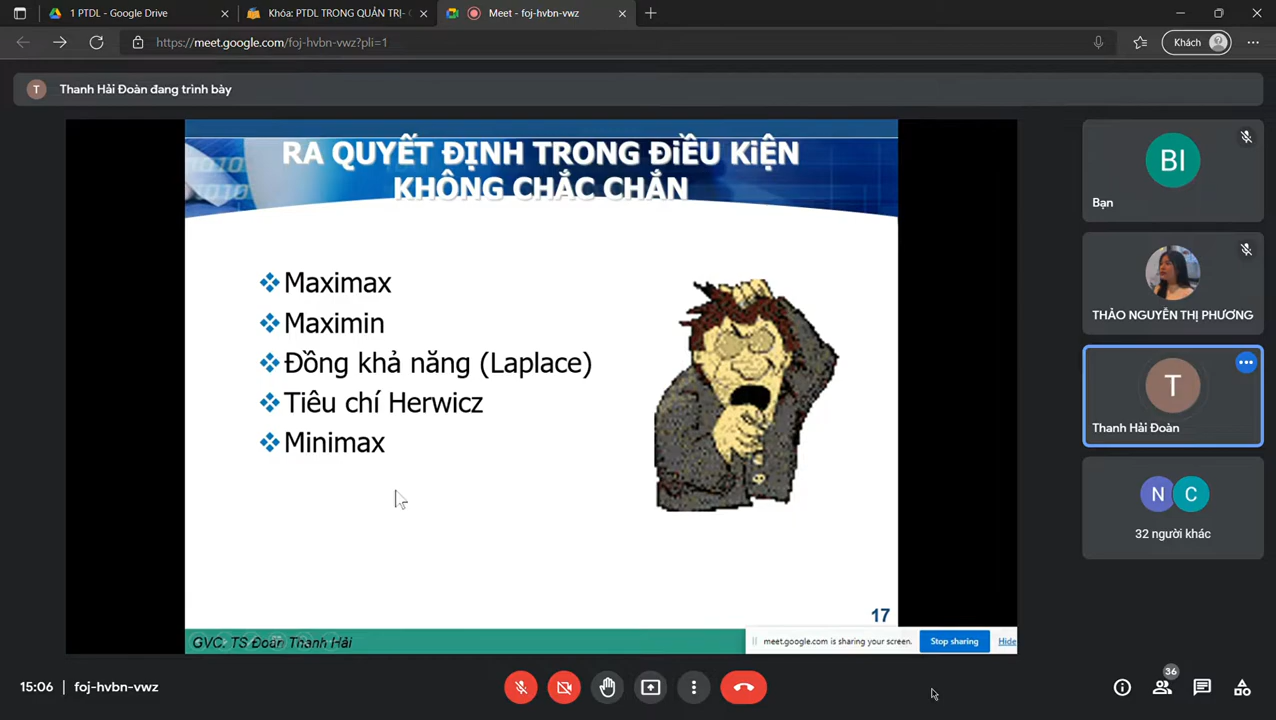 1 PTDL - Google Drive
Khóa: PTDL TRONG QUẢN TRỊ- C
Meet - foj-hvbn-vwz
https://meet.google.com/foj-hvbn-vwz?pli=1
Khách
T
Thanh Hải Đoàn đang trình bày
RA QUYẾT ĐỊNH TRONG ĐiỀU KiỆN
KHÔNG CHẮC CHẮN
Maximax
Maximin
Đồng khả năng (Laplace)
Tiêu chí Herwicz
Minimax
17
GVC. TS Đoàn Thanh Hải
meet.google.com is sharing your screen.
Stop sharing
Hide
BI
Bạn
THẢO NGUYỄN THỊ PHƯƠNG
T
Thanh Hải Đoàn
N C
32 người khác
15:06 | foj-hvbn-vwz
36